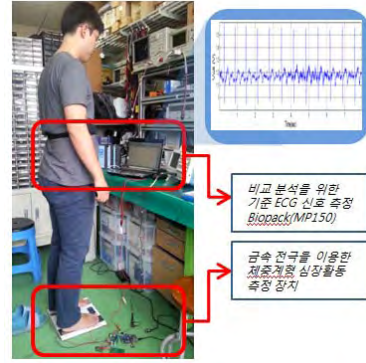 비교 분석을 위한
기준 ECG 신호 측정
Biopack(MP150)
금속 전극을 이용한
체중계형 심장활동
측정 장치